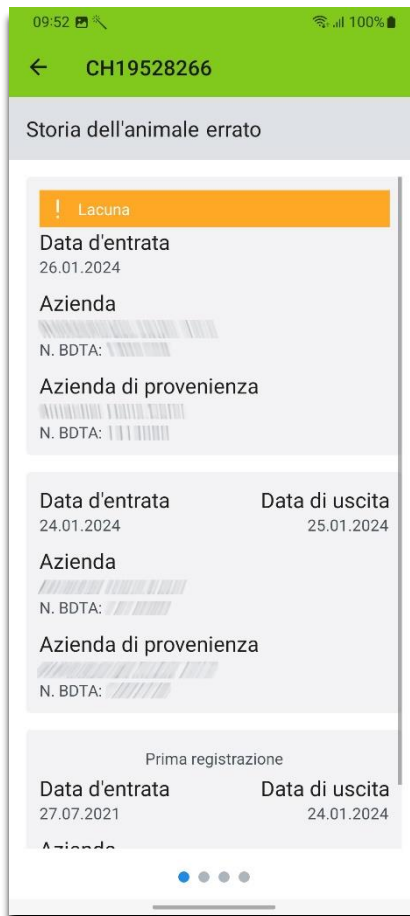 09:52 100%
CH19528266
Storia dell'animale errato
! Lacuna
Data d'entrata
26.01.2024
Azienda
N. BDTA:
Azienda di provenienza
N. BDTA:
Data d'entrata Data di uscita
24.01.2024 25.01.2024
Azienda
N. BDTA:
Azienda di provenienza
N. BDTA:
Prima registrazione
Data d'entrata Data di uscita
27.07.2021 24.01.2024
Azienda